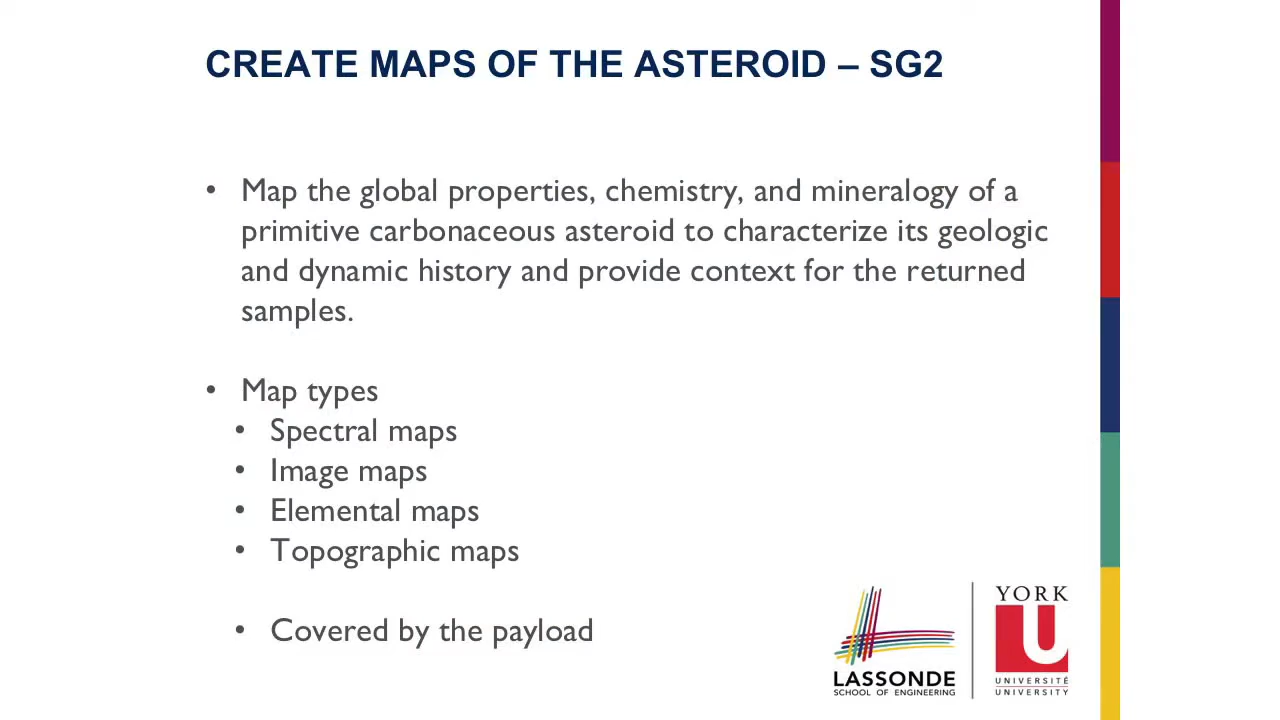 CREATE MAPS OF THE ASTEROID – SG2
• Map the global properties, chemistry, and mineralogy of a
primitive carbonaceous asteroid to characterize its geologic
and dynamic history and provide context for the returned
samples.
• Map types
• Spectral maps
• Image maps
• Elemental maps
• Topographic maps
• Covered by the payload
LASSONDE
SCHOOL OF ENGINEERING
YORK
U
UNIVERSITÉ
UNIVERSITY